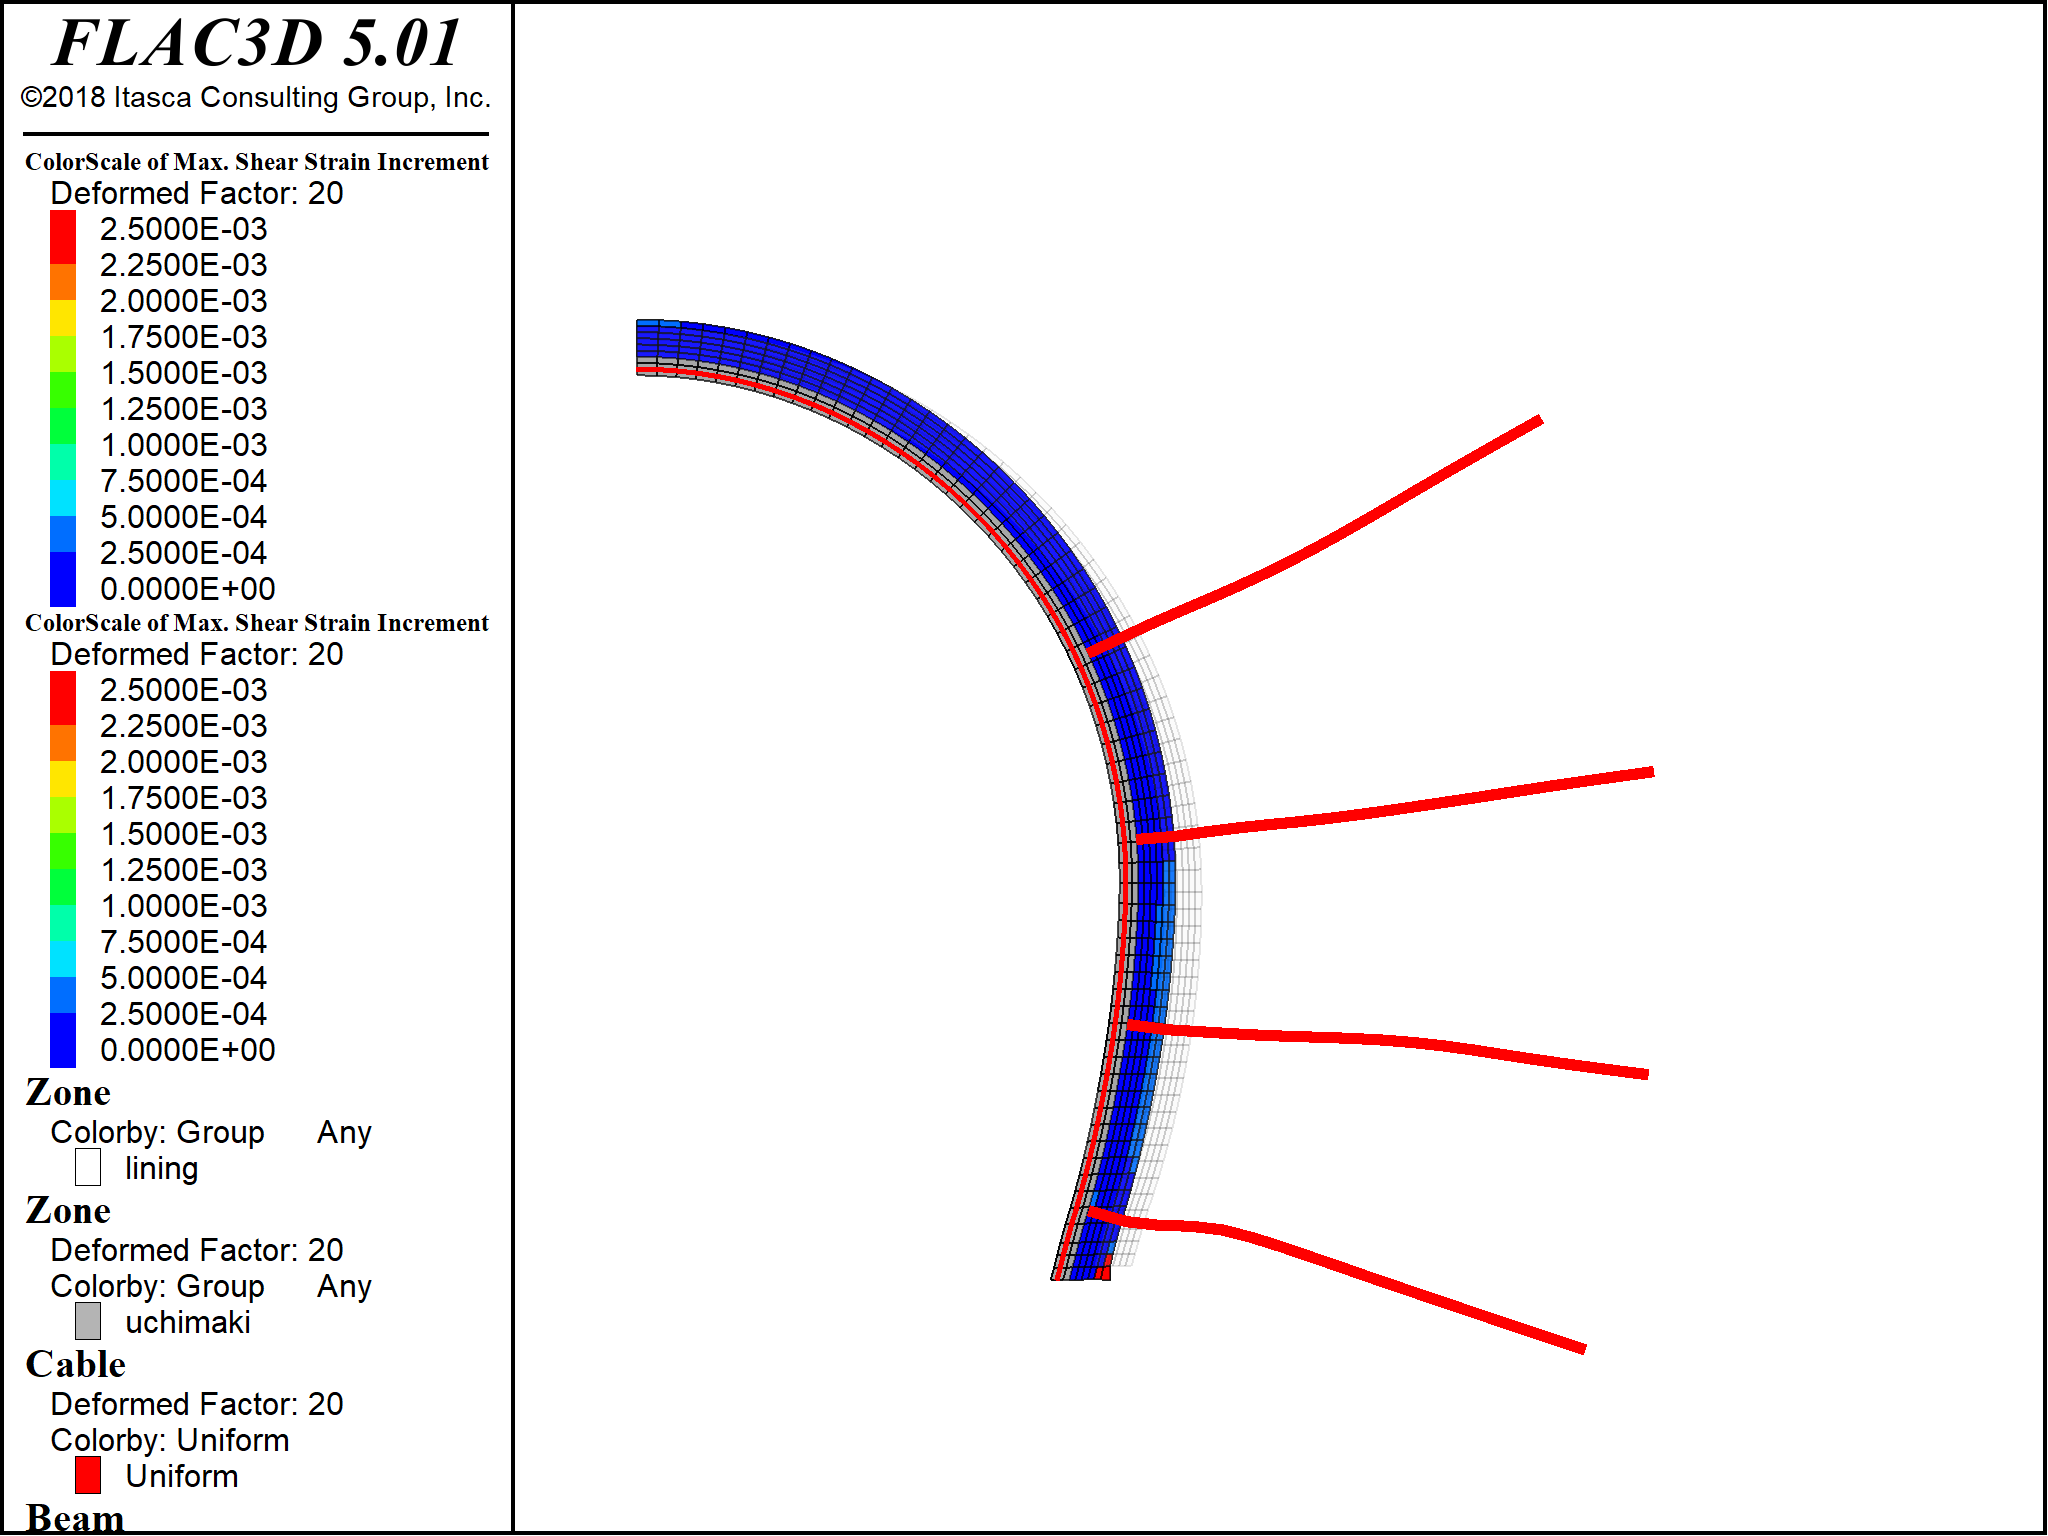 FLAC3D 5.01
©2018 Itasca Consulting Group, Inc.
ColorScale of Max. Shear Strain Increment
Deformed Factor: 20
2.5000E-03
2.2500E-03
2.0000E-03
1.7500E-03
1.5000E-03
1.2500E-03
1.0000E-03
7.5000E-04
5.0000E-04
2.5000E-04
0.0000E+00
ColorScale of Max. Shear Strain Increment
Deformed Factor: 20
2.5000E-03
2.2500E-03
2.0000E-03
1.7500E-03
1.5000E-03
1.2500E-03
1.0000E-03
7.5000E-04
5.0000E-04
2.5000E-04
0.0000E+00
Zone
Colorby: Group Any
lining
Zone
Deformed Factor: 20
Colorby: Group Any
uchimaki
Cable
Deformed Factor: 20
Colorby: Uniform
Uniform
Beam